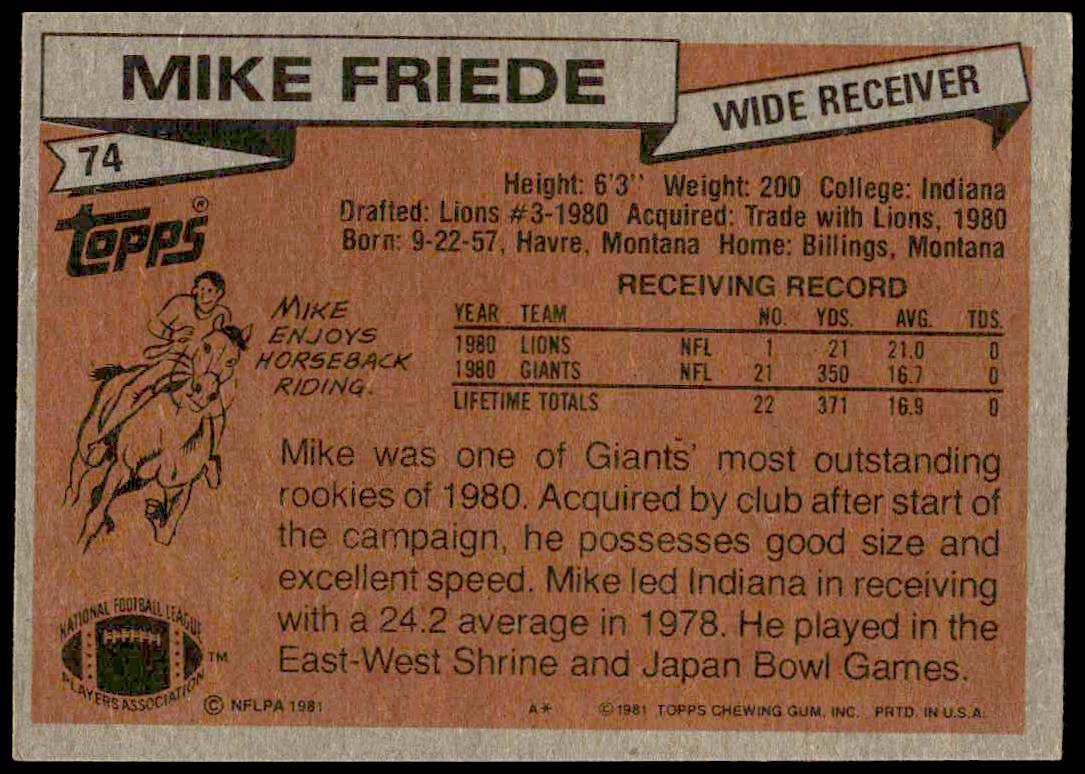 MIKE FRIEDE
WIDE RECEIVER
74
TOPPS®
Height: 6'3'' Weight: 200 College: Indiana
Drafted: Lions #3-1980 Acquired: Trade with Lions, 1980
Born: 9-22-57, Havre, Montana Home: Billings, Montana
MIKE
ENJOYS
HORSEBACK
RIDING.
RECEIVING RECORD
YEAR TEAM NO. YDS. AVG. TDS.
1980 LIONS NFL 1 21 21.0 0
1980 GIANTS NFL 21 350 16.7 0
LIFETIME TOTALS 22 371 16.9 0
Mike was one of Giants' most outstanding
rookies of 1980. Acquired by club after start of
the campaign, he possesses good size and
excellent speed. Mike led Indiana in receiving
with a 24.2 average in 1978. He played in the
East-West Shrine and Japan Bowl Games.
NATIONAL FOOTBALL LEAGUE
PLAYERS ASSOCIATION
TM
© NFLPA 1981
A*
© 1981 TOPPS CHEWING GUM, INC. PRTD. IN U.S.A.